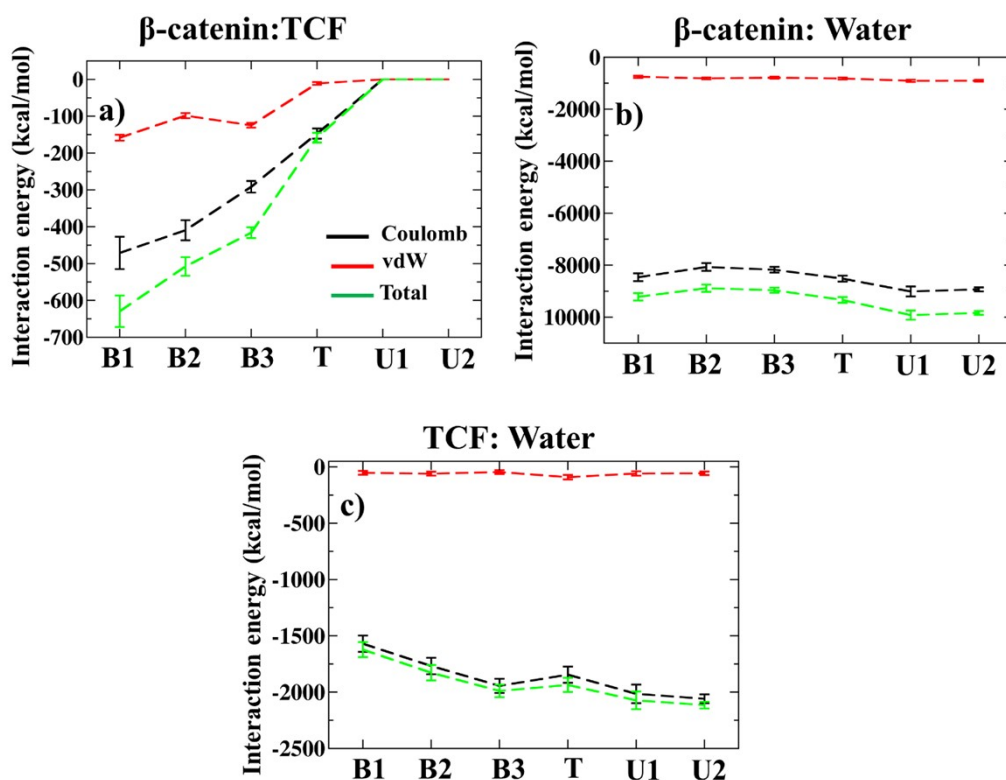 β-catenin:TCF
a)
Interaction energy (kcal/mol)
0
-100
-200
-300
-400
-500
-600
-700
Coulomb
vdW
Total
B1 B2 B3 T U1 U2
β-catenin: Water
b)
Interaction energy (kcal/mol)
0
-2000
-4000
-6000
-8000
10000
B1 B2 B3 T U1 U2
TCF: Water
c)
Interaction energy (kcal/mol)
0
-500
-1000
-1500
-2000
-2500
B1 B2 B3 T U1 U2